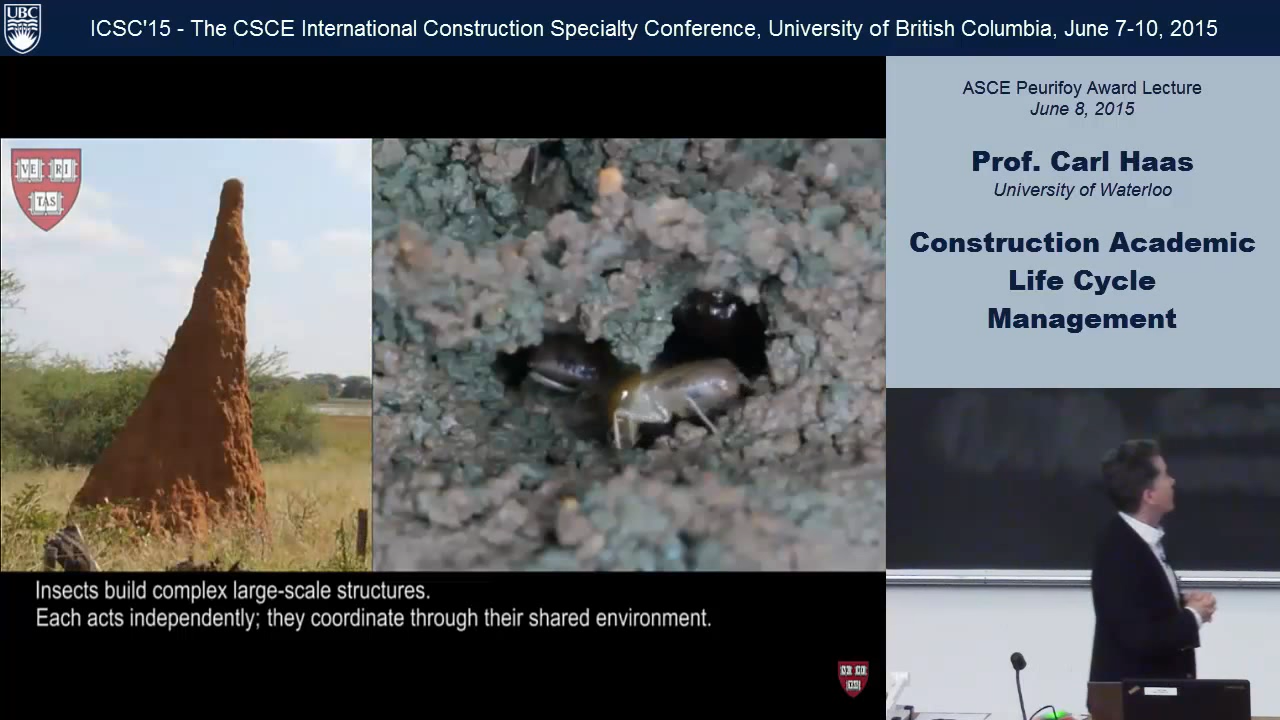 UBC
ICSC'15 - The CSCE International Construction Specialty Conference, University of British Columbia, June 7-10, 2015
ASCE Peurifoy Award Lecture
June 8, 2015
Prof. Carl Haas
University of Waterloo
Construction Academic
Life Cycle
Management
VE RI
TAS
Insects build complex large-scale structures.
Each acts independently; they coordinate through their shared environment.